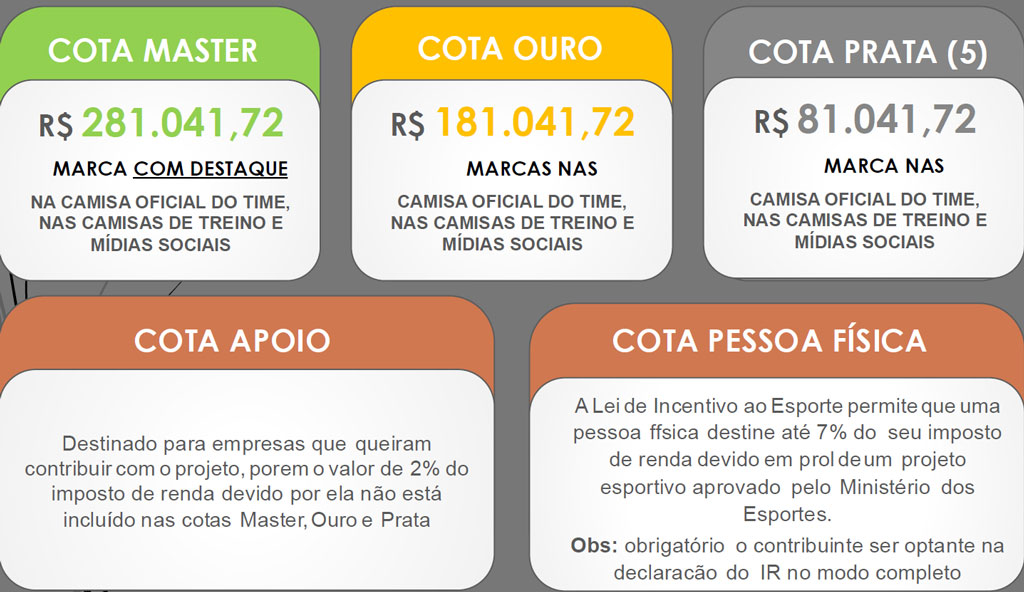 COTA MASTER
R$ 281.041,72
MARCA COM DESTAQUE
NA CAMISA OFICIAL DO TIME,
NAS CAMISAS DE TREINO E
MÍDIAS SOCIAIS
COTA OURO
R$ 181.041,72
MARCAS NAS
CAMISA OFICIAL DO TIME,
NAS CAMISAS DE TREINO E
MÍDIAS SOCIAIS
COTA PRATA (5)
R$ 81.041,72
MARCA NAS
CAMISA OFICIAL DO TIME,
NAS CAMISAS DE TREINO E
MÍDIAS SOCIAIS
COTA APOIO
Destinado para empresas que queiram
contribuir com o projeto, porem o valor de 2% do
imposto de renda devido por ela não está
incluído nas cotas Master, Ouro e Prata
COTA PESSOA FÍSICA
A Lei de Incentivo ao Esporte permite que uma
pessoa ffsica destine até 7% do seu imposto
de renda devido em prol de um projeto
esportivo aprovado pelo Ministério dos
Esportes.
Obs: obrigatório o contribuinte ser optante na
declaracão do IR no modo completo